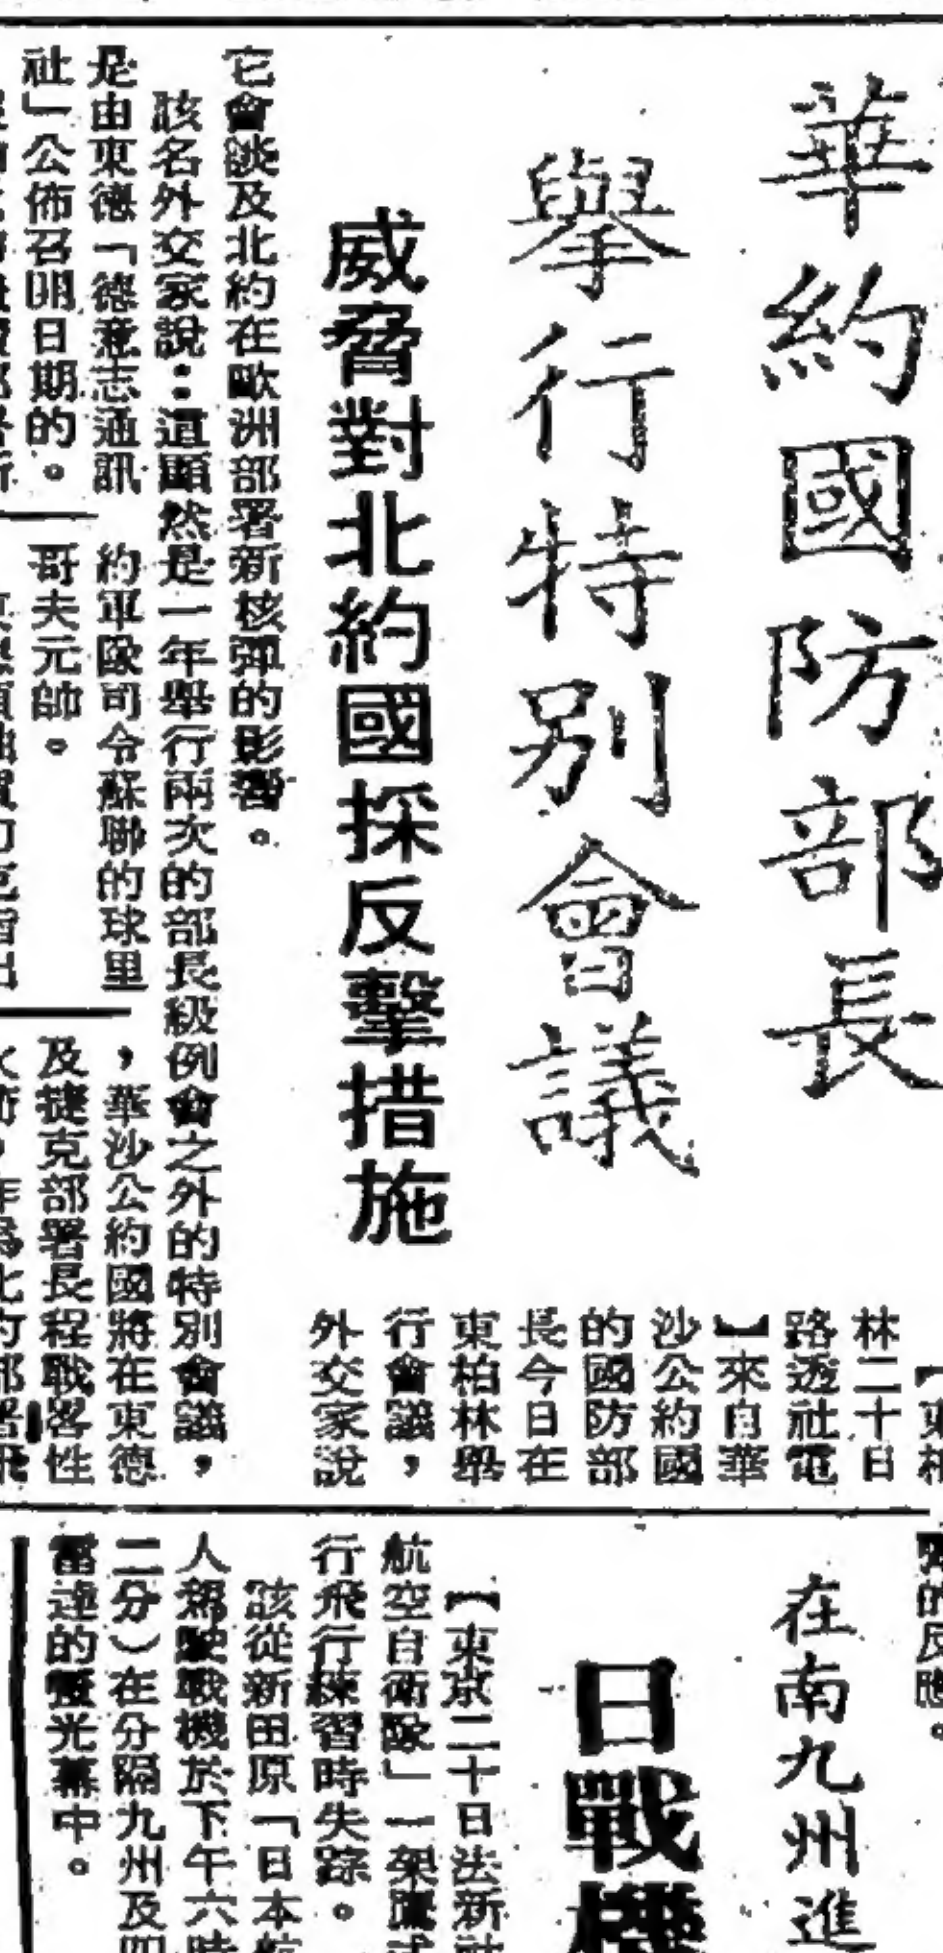 華約國防部長
舉行特別會議
威脅對北約國採反擊措施
【東柏
林二十日
路透社電
】來自華
沙公約國
的國防部
長今日在
東柏林舉
行會議，
外交家說
它會談及北約在歐洲部署新核彈的影響。
該名外交家說：這顯然是一年舉行兩次的部長級例會之外的特別會議，
是由東德「德意志通訊
社」公佈召開日期的。
約軍隊司令蘇聯的球里
哥夫元帥。
，華沙公約國將在東德
及捷克部署長程戰畧性
彈的反應。
在南九州進
日戰機
【東京二十日法新社
航空自衛隊」一架鷹式
行飛行練習時失踪。
該從新田原「日本航
人駕駛戰機於下午六時
二分）在分隔九州及四
雷達的螢光幕中。